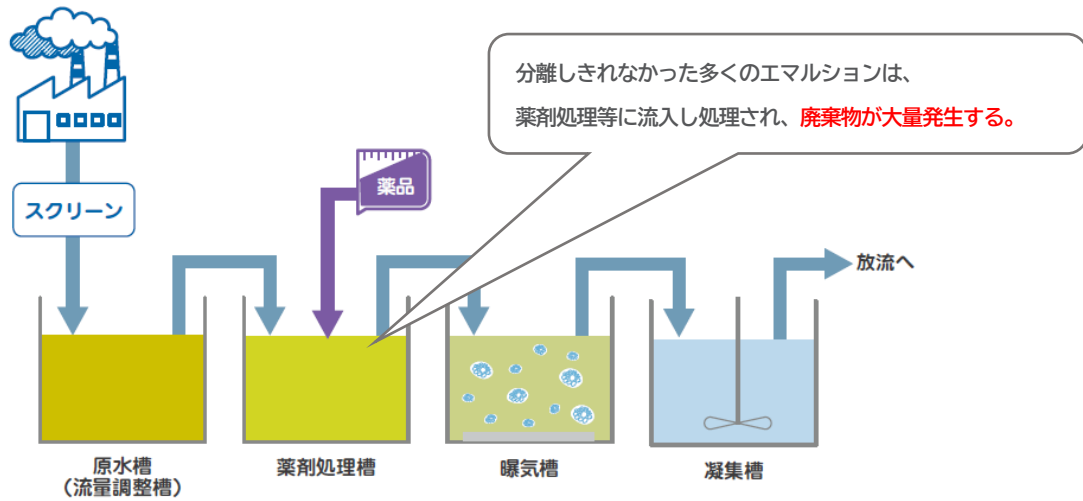 分離しきれなかった多くのエマルションは、
薬剤処理等に流入し処理され、廃棄物が大量発生する。
薬品
スクリーン
放流へ
原水槽
（流量調整槽）
薬剤処理槽
曝気槽
凝集槽